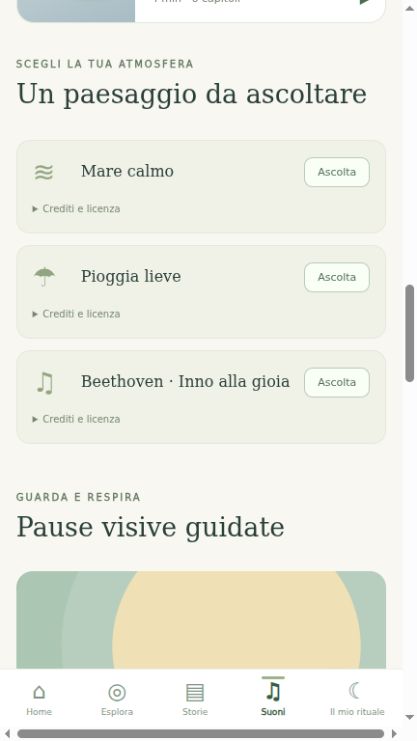 SCEGLI LA TUA ATMOSFERA
Un paesaggio da ascoltare
Mare calmo
Ascolta
▸ Crediti e licenza
Pioggia lieve
Ascolta
▸ Crediti e licenza
Beethoven · Inno alla gioia
Ascolta
▸ Crediti e licenza
GUARDA E RESPIRA
Pause visive guidate
Home
Esplora
Storie
Suoni
Il mio rituale